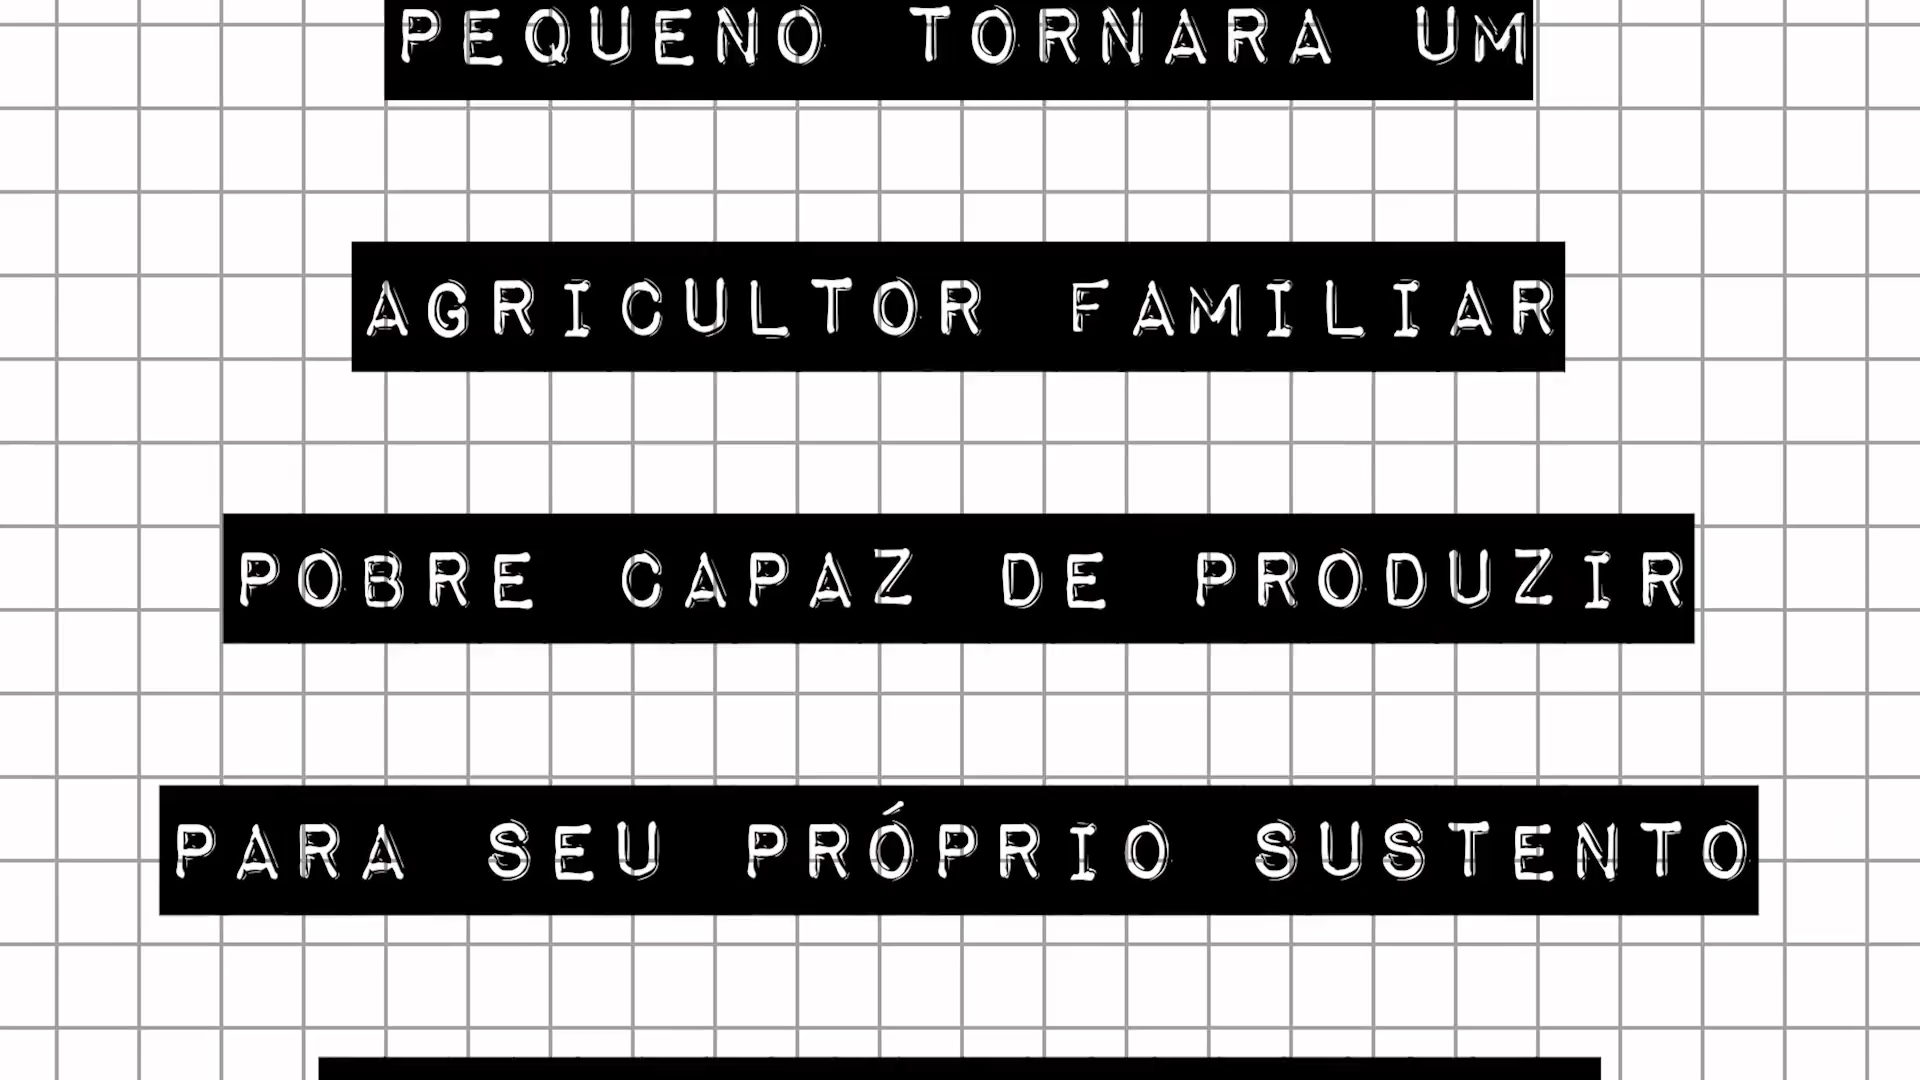 PEQUENO TORNARA UM
AGRICULTOR FAMILIAR
POBRE CAPAZ DE PRODUZIR
PARA SEU PRÓPRIO SUSTENTO